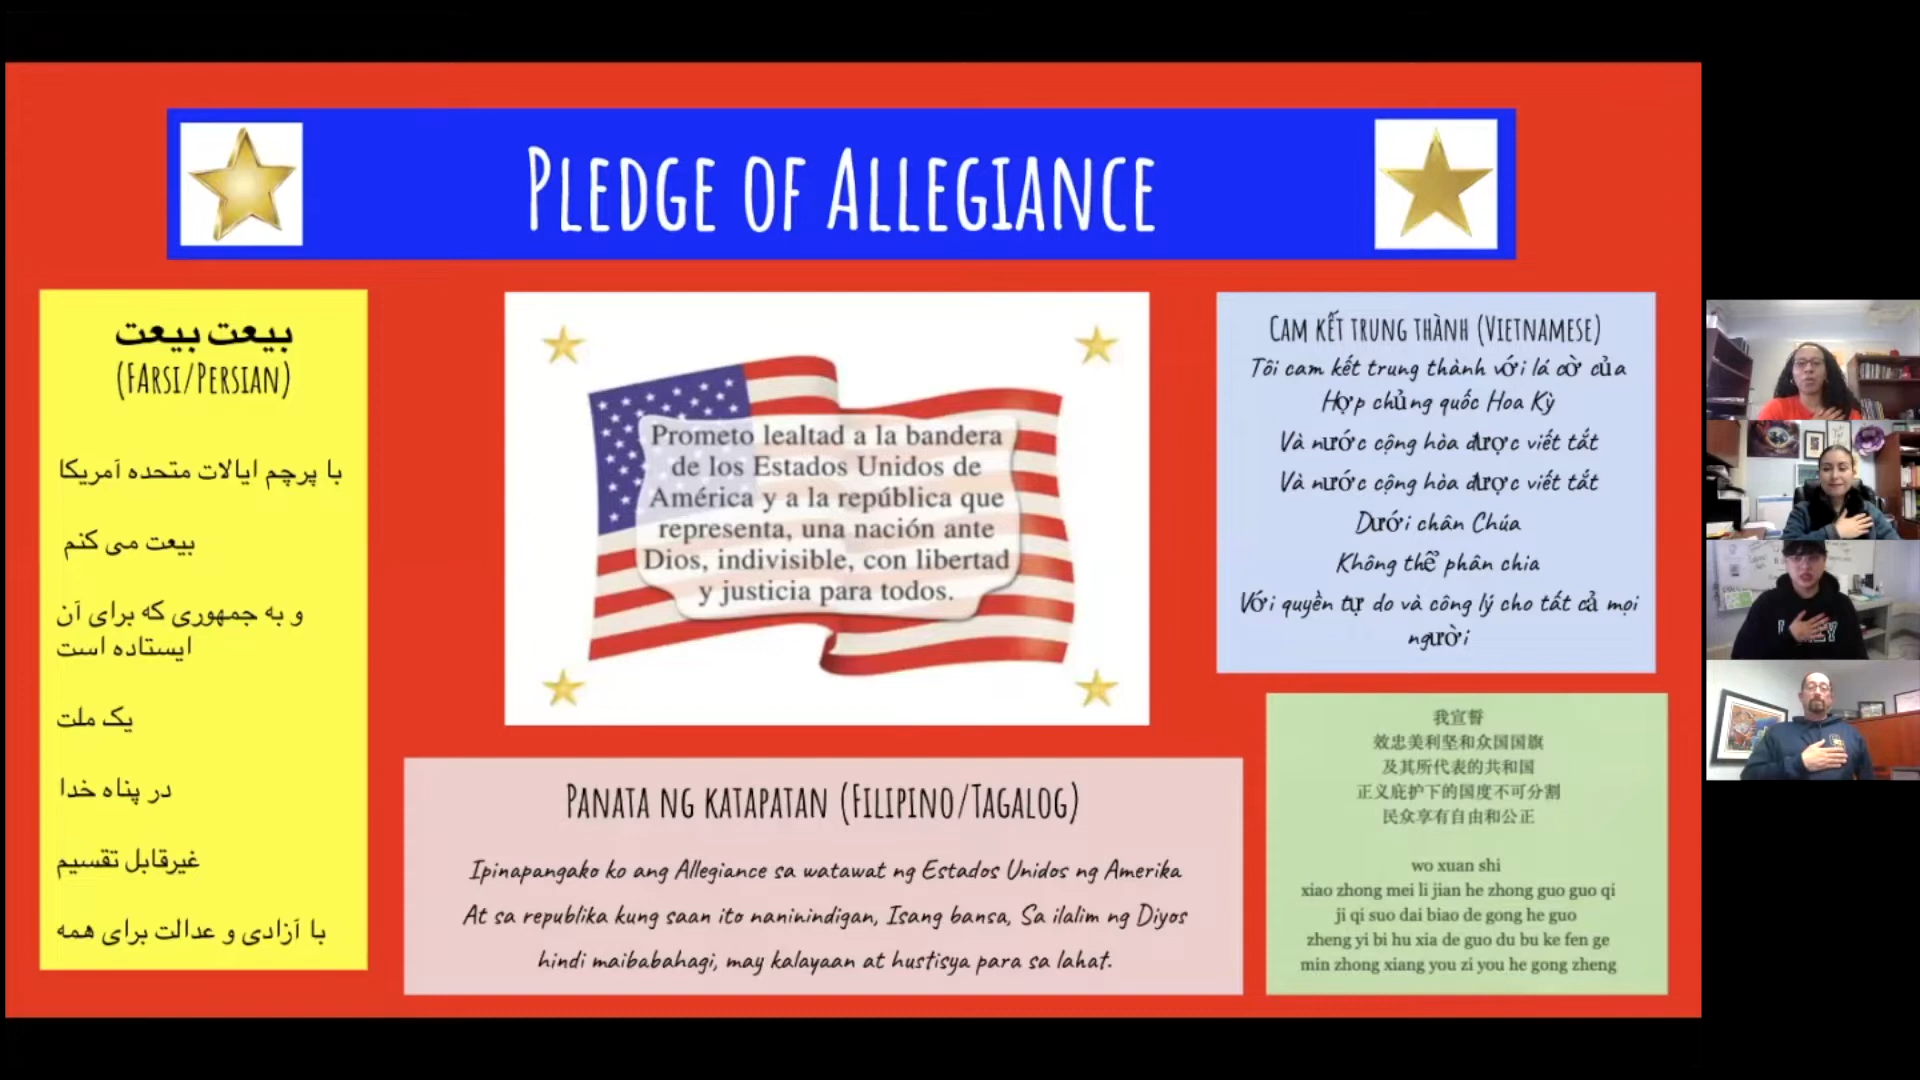 PLEDGE OF ALLEGIANCE
بیعت بیعت
(FARSI/PERSIAN)
با پرچم ایالات متحده آمریکا
بیعت می کنم
و به جمهوری که برای آن
ایستاده است
یک ملت
در پناه خدا
غیرقابل تقسیم
با آزادی و عدالت برای همه
Prometo lealtad a la bandera
de los Estados Unidos de
América y a la república que
representa, una nación ante
Dios, indivisible, con libertad
y justicia para todos.
CAM KẾT TRUNG THÀNH (VIETNAMESE)
Tôi cam kết trung thành với lá cờ của
Hợp chủng quốc Hoa Kỳ
Và nước cộng hòa được viết tắt
Và nước cộng hòa được viết tắt
Dưới chân Chúa
Không thể phân chia
Với quyền tự do và công lý cho tất cả mọi
người
PANATA NG KATAPATAN (FILIPINO/TAGALOG)
Ipinapangako ko ang Allegiance sa watawat ng Estados Unidos ng Amerika
At sa republika kung saan ito naninindigan, Isang bansa, Sa ilalim ng Diyos
hindi maibabahagi, may kalayaan at hustisya para sa lahat.
我宣誓
效忠美利坚和众国国旗
及其所代表的共和国
正义庇护下的国度不可分割
民众享有自由和公正
wo xuan shi
xiao zhong mei li jian he zhong guo guo qi
ji qi suo dai biao de gong he guo
zheng yi bi hu xia de guo du bu ke fen ge
min zhong xiang you zi you he gong zheng